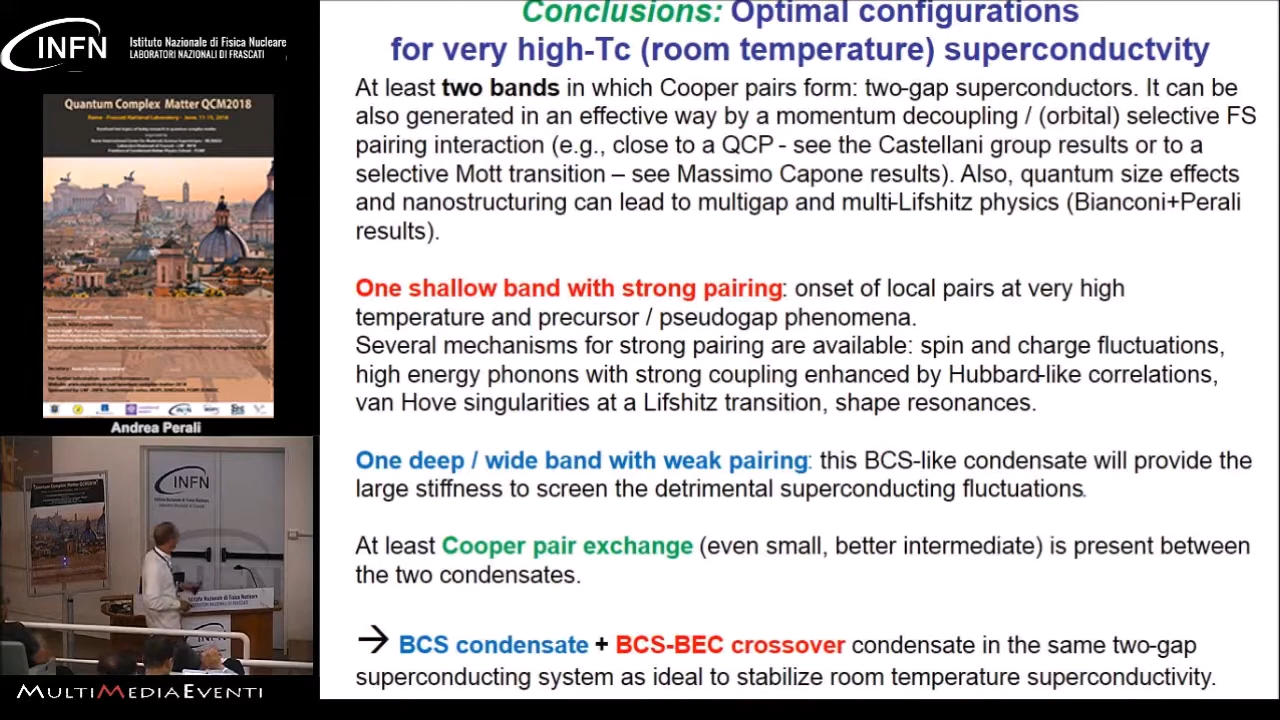 INFN
Istituto Nazionale di Fisica Nucleare
LABORATORI NAZIONALI DI FRASCATI
Quantum Complex Matter QCM2018
Rome - Frascati National Laboratory - June, 11-15, 2018
Andrea Perali
INFN
MULTIMEDIAEVENTI
Conclusions: Optimal configurations
for very high-Tc (room temperature) superconductvity
At least two bands in which Cooper pairs form: two-gap superconductors. It can be
also generated in an effective way by a momentum decoupling / (orbital) selective FS
pairing interaction (e.g., close to a QCP - see the Castellani group results or to a
selective Mott transition – see Massimo Capone results). Also, quantum size effects
and nanostructuring can lead to multigap and multi-Lifshitz physics (Bianconi+Perali
results).
One shallow band with strong pairing: onset of local pairs at very high
temperature and precursor / pseudogap phenomena.
Several mechanisms for strong pairing are available: spin and charge fluctuations,
high energy phonons with strong coupling enhanced by Hubbard-like correlations,
van Hove singularities at a Lifshitz transition, shape resonances.
One deep / wide band with weak pairing: this BCS-like condensate will provide the
large stiffness to screen the detrimental superconducting fluctuations.
At least Cooper pair exchange (even small, better intermediate) is present between
the two condensates.
→ BCS condensate + BCS-BEC crossover condensate in the same two-gap
superconducting system as ideal to stabilize room temperature superconductivity.